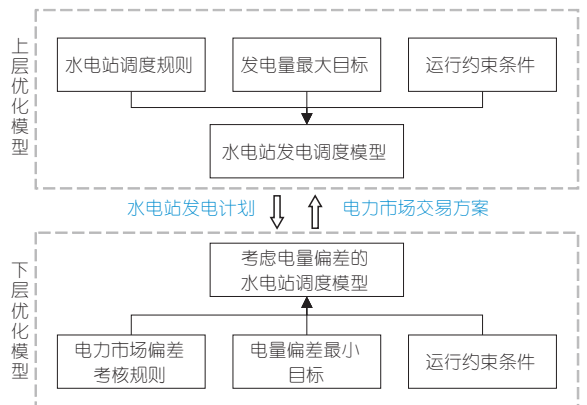 上层优化模型
水电站调度规则
发电量最大目标
运行约束条件
水电站发电调度模型
水电站发电计划
电力市场交易方案
下层优化模型
考虑电量偏差的
水电站调度模型
电力市场偏差
考核规则
电量偏差最小
目标
运行约束条件